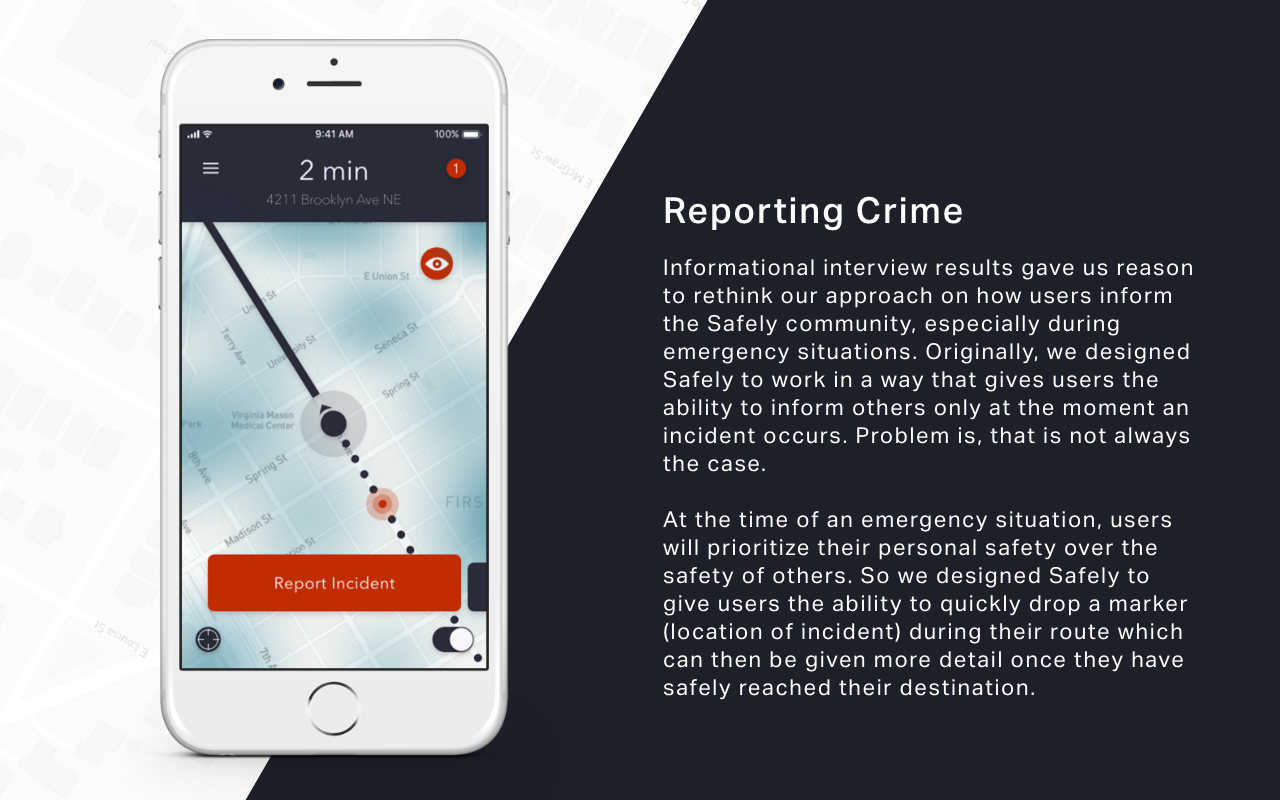 9:41 AM
100%
2 min
1
4211 Brooklyn Ave NE
E Union St
Union St
Terry Ave
University St
Seneca St
Spring St
Virginia Mason
Medical Center
Park
8th Ave
Spring St
FIRS
Madison St
Ave
rion St
Report Incident
7th A
E McGraw St
E Louisa St
Reporting Crime
Informational interview results gave us reason
to rethink our approach on how users inform
the Safely community, especially during
emergency situations. Originally, we designed
Safely to work in a way that gives users the
ability to inform others only at the moment an
incident occurs. Problem is, that is not always
the case.
At the time of an emergency situation, users
will prioritize their personal safety over the
safety of others. So we designed Safely to
give users the ability to quickly drop a marker
(location of incident) during their route which
can then be given more detail once they have
safely reached their destination.